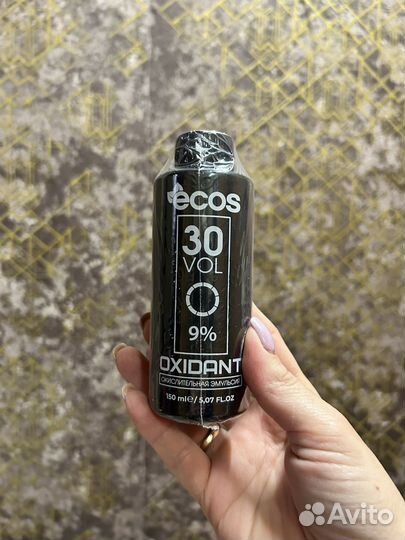 ecos
30
VOL
9%
OXIDANT
ОКИСЛИТЕЛЬНАЯ ЭМУЛЬСИЯ
150 ml e / 5,07 FL.OZ
Avito